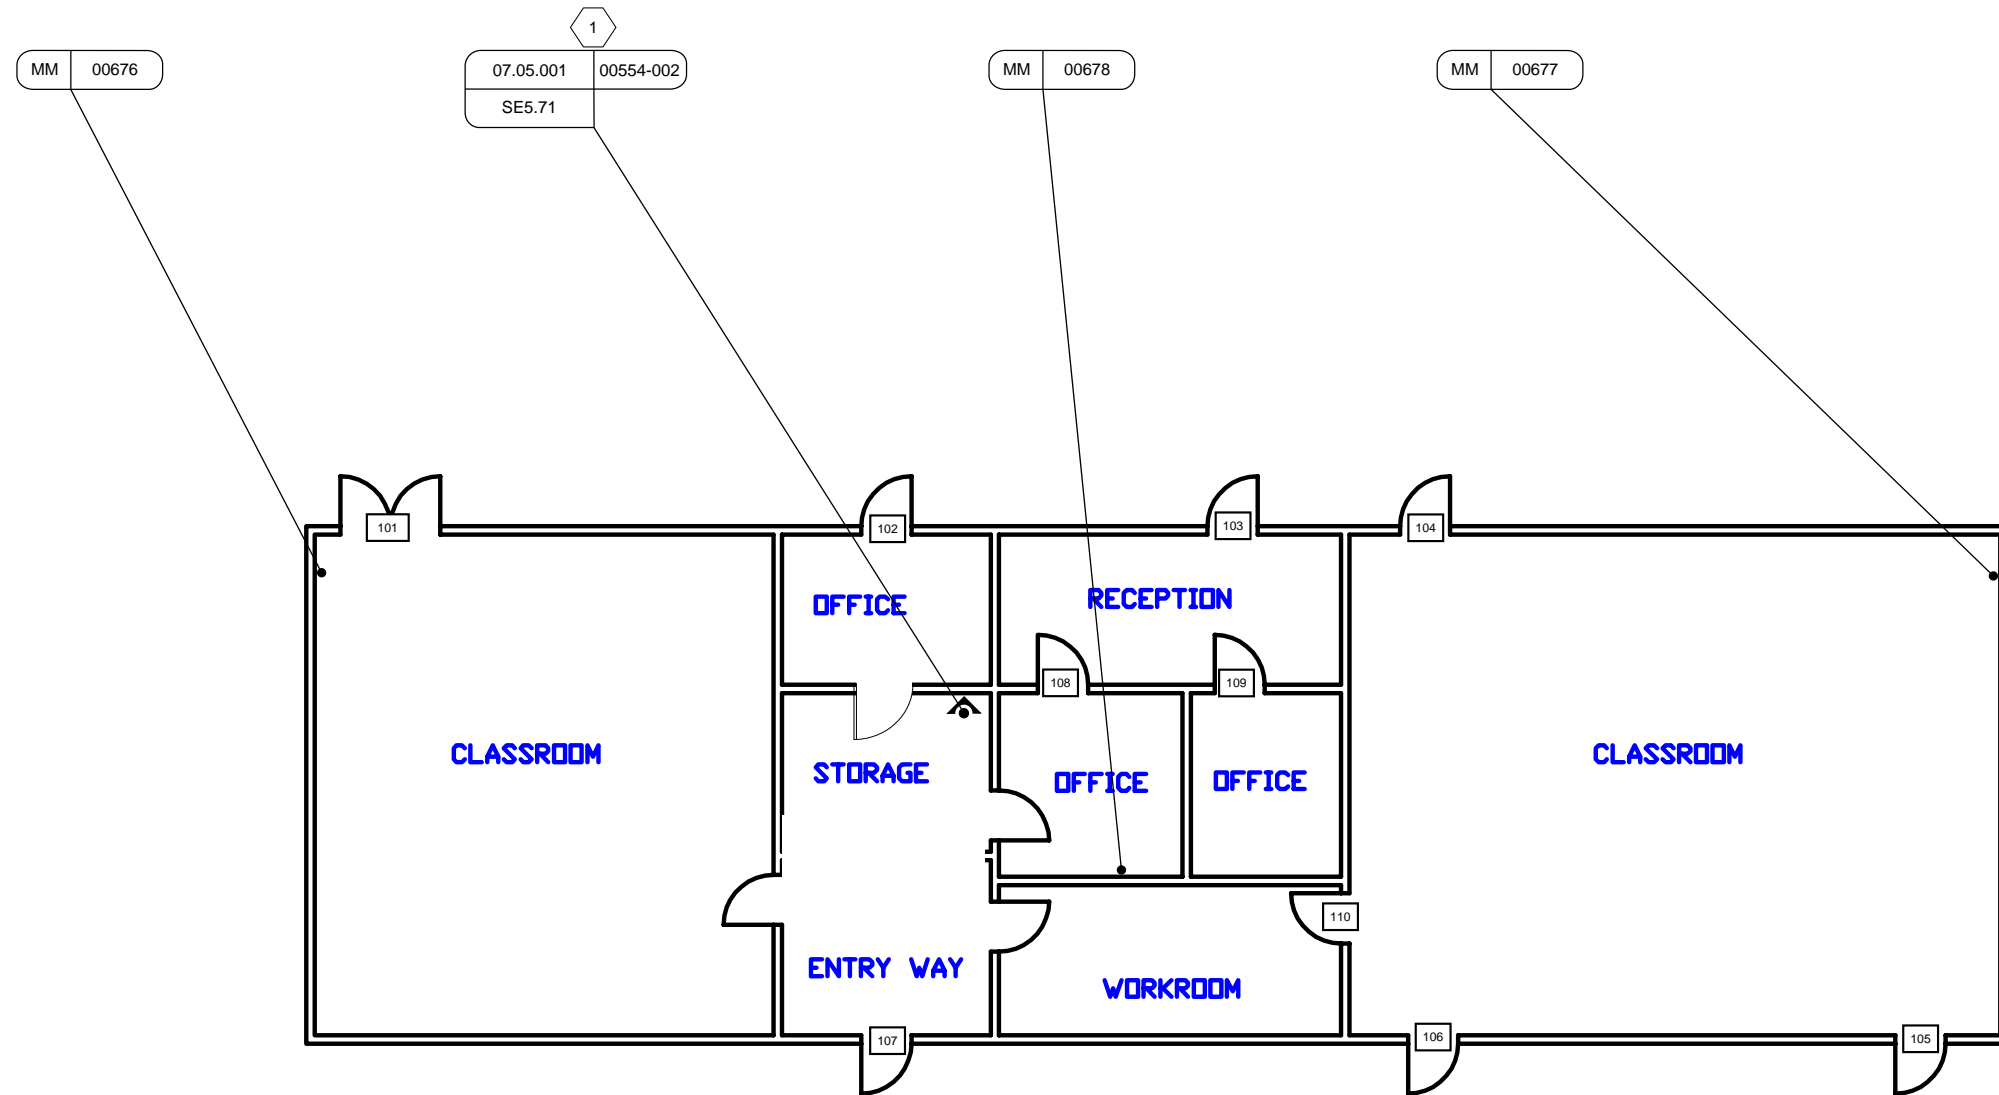 1
MM 00676
07.05.001 00554-002
SE5.71
MM 00678
MM 00677
101
102
103
104
OFFICE
RECEPTION
108
109
CLASSROOM
STORAGE
OFFICE
OFFICE
CLASSROOM
110
ENTRY WAY
WORKROOM
107
106
105